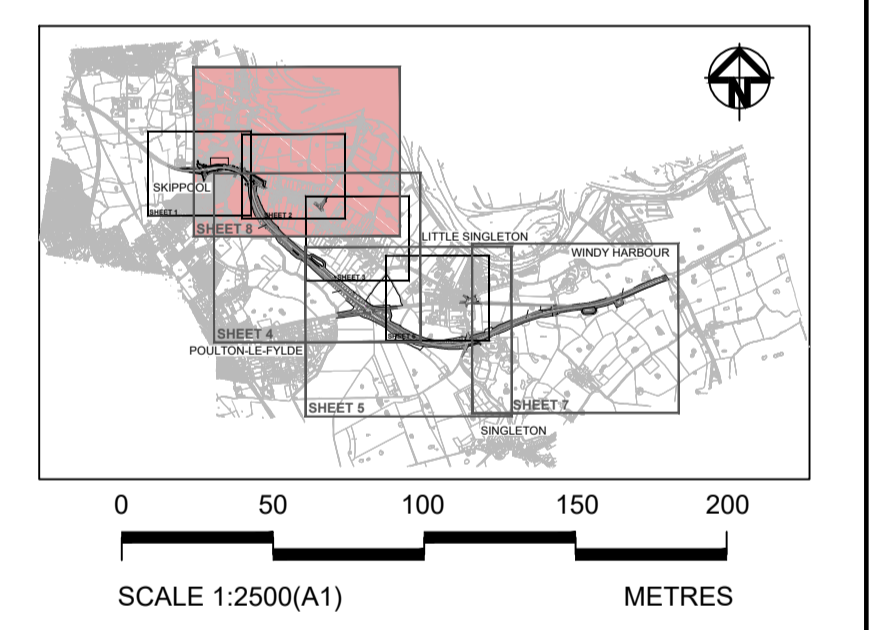 N
SKIPPOOL
SHEET 1
SHEET 2
SHEET 8
LITTLE SINGLETON
WINDY HARBOUR
SHEET 3
SHEET 4
POULTON-LE-FYLDE
SHEET 5
SHEET 7
SINGLETON
0 50 100 150 200
SCALE 1:2500(A1) METRES